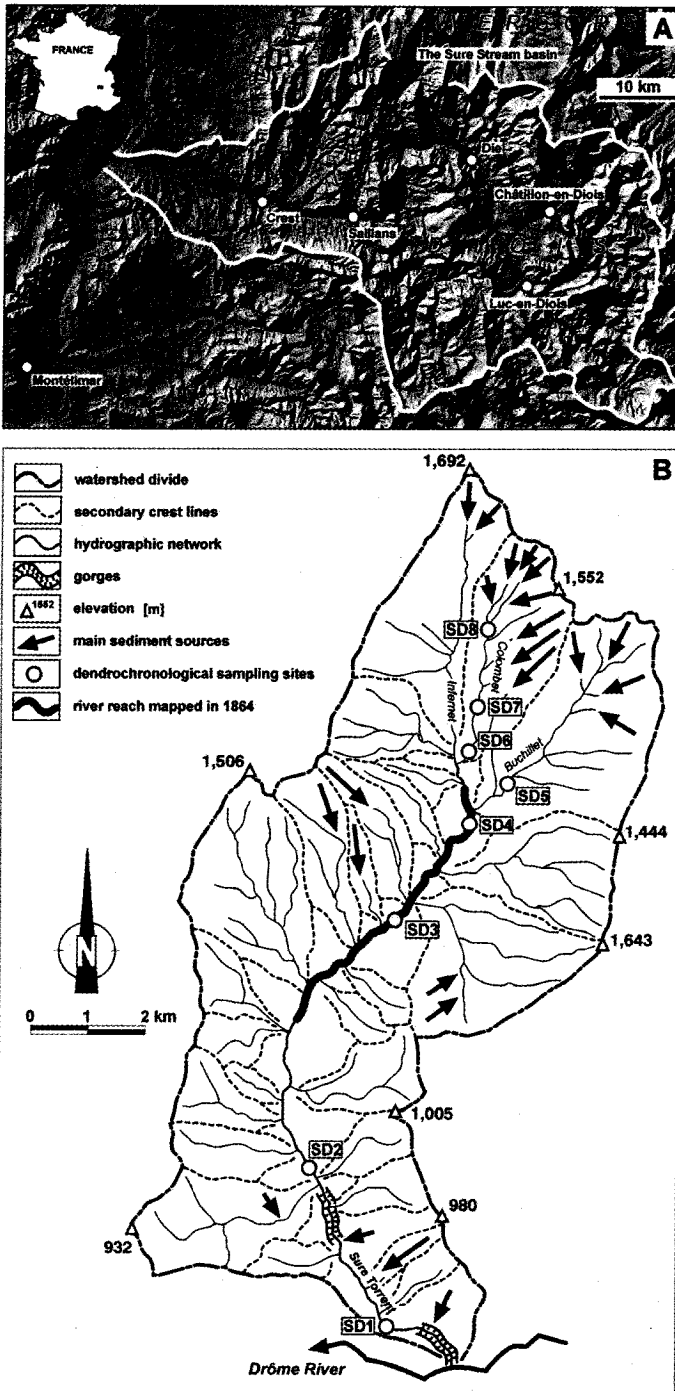 A
FRANCE
The Sure Stream basin
10 km
Die
Châtillon-en-Diois
Crest
Saillans
Luc-en-Diois
Montélimar
B
watershed divide
secondary crest lines
hydrographic network
gorges
1552 elevation [m]
main sediment sources
dendrochronological sampling sites
river reach mapped in 1864
1,692
1,552
SD8
Colombet
Infernet
SD7
SD6
Buchillet
1,506
SD5
SD4
1,444
SD3
1,643
N
0 1 2 km
1,005
SD2
980
932
Sure Torrent
SD1
Drôme River